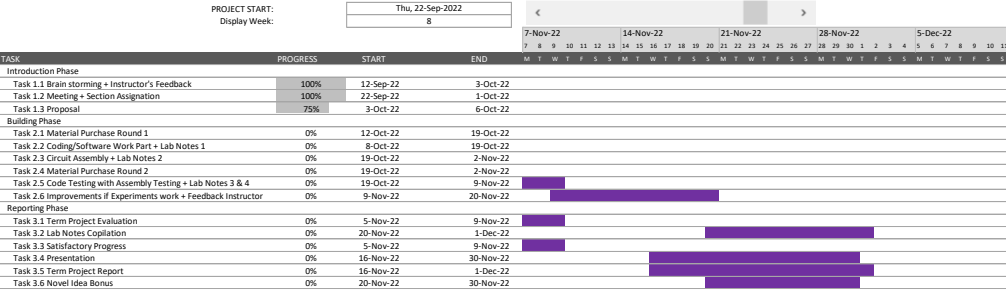 PROJECT START: Thu, 22-Sep-2022
Display Week: 8
7-Nov-22 14-Nov-22 21-Nov-22 28-Nov-22 5-Dec-22
7 8 9 10 11 12 13 14 15 16 17 18 19 20 21 22 23 24 25 26 27 28 29 30 1 2 3 4 5 6 7 8 9 10 11
TASK PROGRESS START END M T W T F S S M T W T F S S M T W T F S S M T W T F S S M T W T F S S
Introduction Phase
Task 1.1 Brain storming + Instructor's Feedback 100% 12-Sep-22 3-Oct-22
Task 1.2 Meeting + Section Assignation 100% 22-Sep-22 1-Oct-22
Task 1.3 Proposal 75% 3-Oct-22 6-Oct-22
Building Phase
Task 2.1 Material Purchase Round 1 0% 12-Oct-22 19-Oct-22
Task 2.2 Coding/Software Work Part + Lab Notes 1 0% 8-Oct-22 19-Oct-22
Task 2.3 Circuit Assembly + Lab Notes 2 0% 19-Oct-22 2-Nov-22
Task 2.4 Material Purchase Round 2 0% 19-Oct-22 2-Nov-22
Task 2.5 Code Testing with Assembly Testing + Lab Notes 3 & 4 0% 19-Oct-22 9-Nov-22
Task 2.6 Improvements if Experiments work + Feedback Instructor 0% 9-Nov-22 20-Nov-22
Reporting Phase
Task 3.1 Term Project Evaluation 0% 5-Nov-22 9-Nov-22
Task 3.2 Lab Notes Copilation 0% 20-Nov-22 1-Dec-22
Task 3.3 Satisfactory Progress 0% 5-Nov-22 9-Nov-22
Task 3.4 Presentation 0% 16-Nov-22 30-Nov-22
Task 3.5 Term Project Report 0% 16-Nov-22 1-Dec-22
Task 3.6 Novel Idea Bonus 0% 20-Nov-22 30-Nov-22